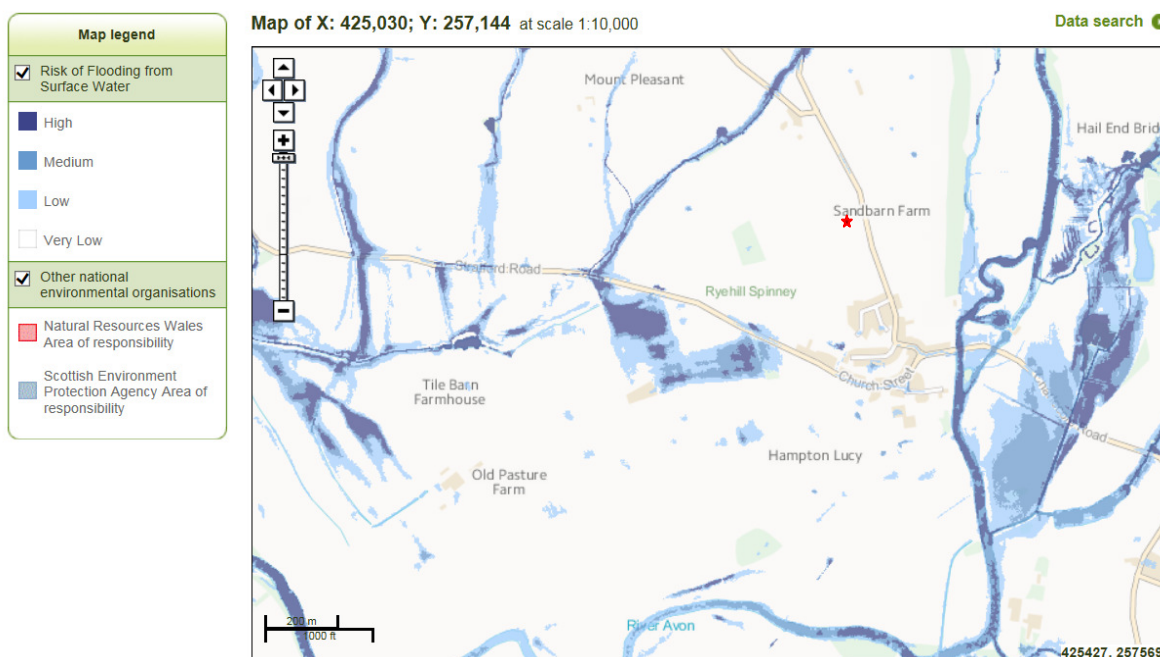 Map legend
Risk of Flooding from
Surface Water
High
Medium
Low
Very Low
Other national
environmental organisations
Natural Resources Wales
Area of responsibility
Scottish Environment
Protection Agency Area of
responsibility
Map of X: 425,030; Y: 257,144 at scale 1:10,000
Data search
Mount Pleasant
Hail End Bridg
Sandbarn Farm
Stratford Road
Ryehill Spinney
Tile Barn
Farmhouse
Church Street
Charlecote Road
Hampton Lucy
Old Pasture
Farm
River Avon
200 m
1000 ft
425427, 257569